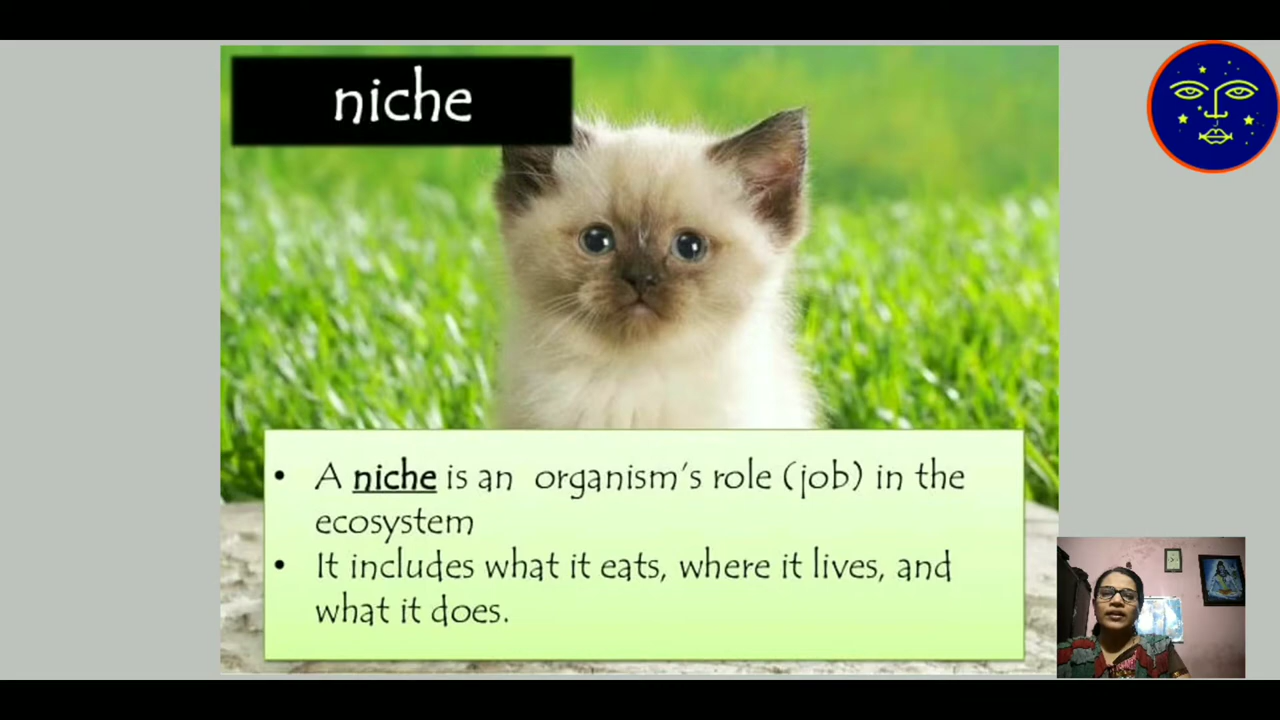 niche
• A niche is an organism's role (job) in the
ecosystem
• It includes what it eats, where it lives, and
what it does.